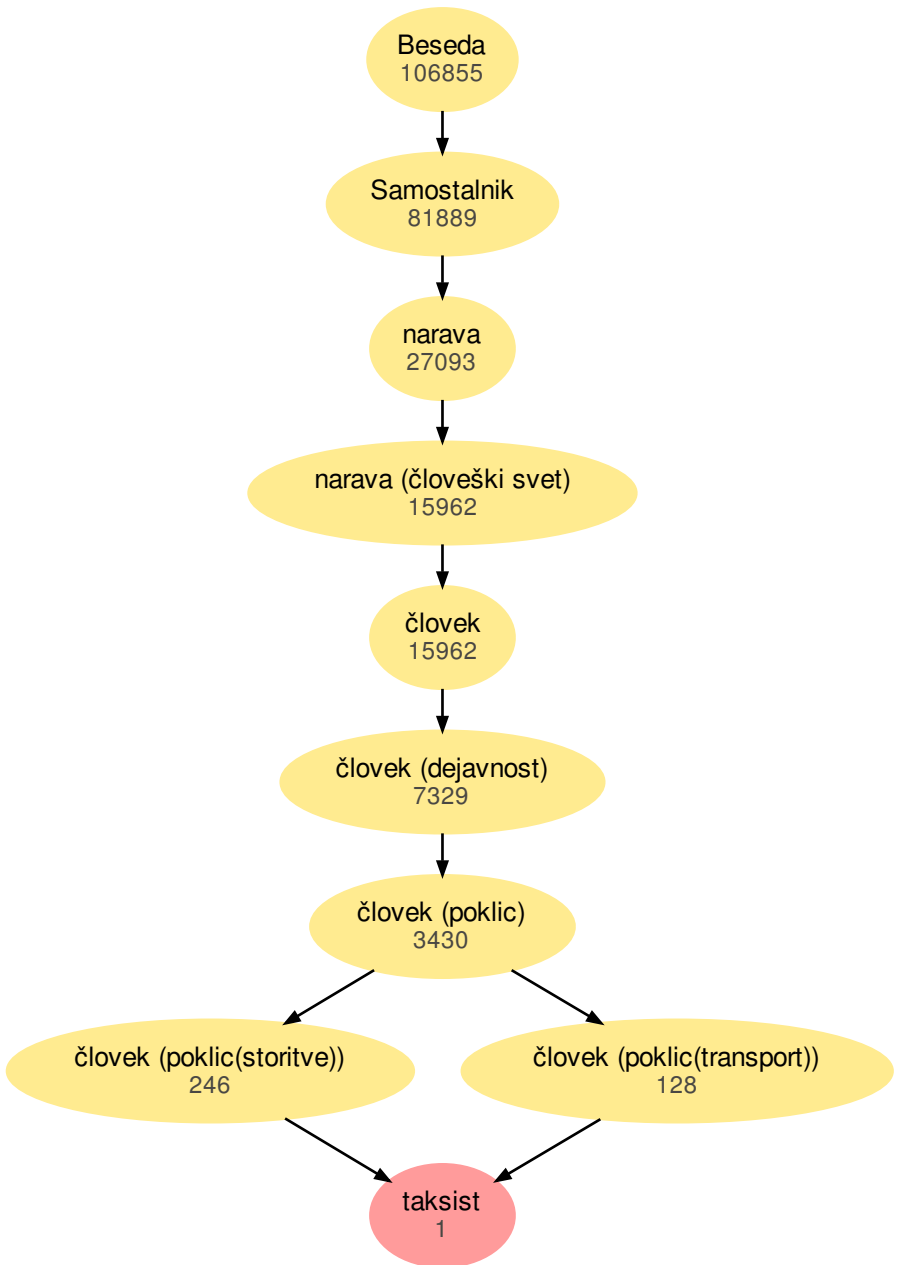 Beseda
106855
Samostalnik
81889
narava
27093
narava (človeški svet)
15962
človek
15962
človek (dejavnost)
7329
človek (poklic)
3430
človek (poklic(storitve))
246
človek (poklic(transport))
128
taksist
1